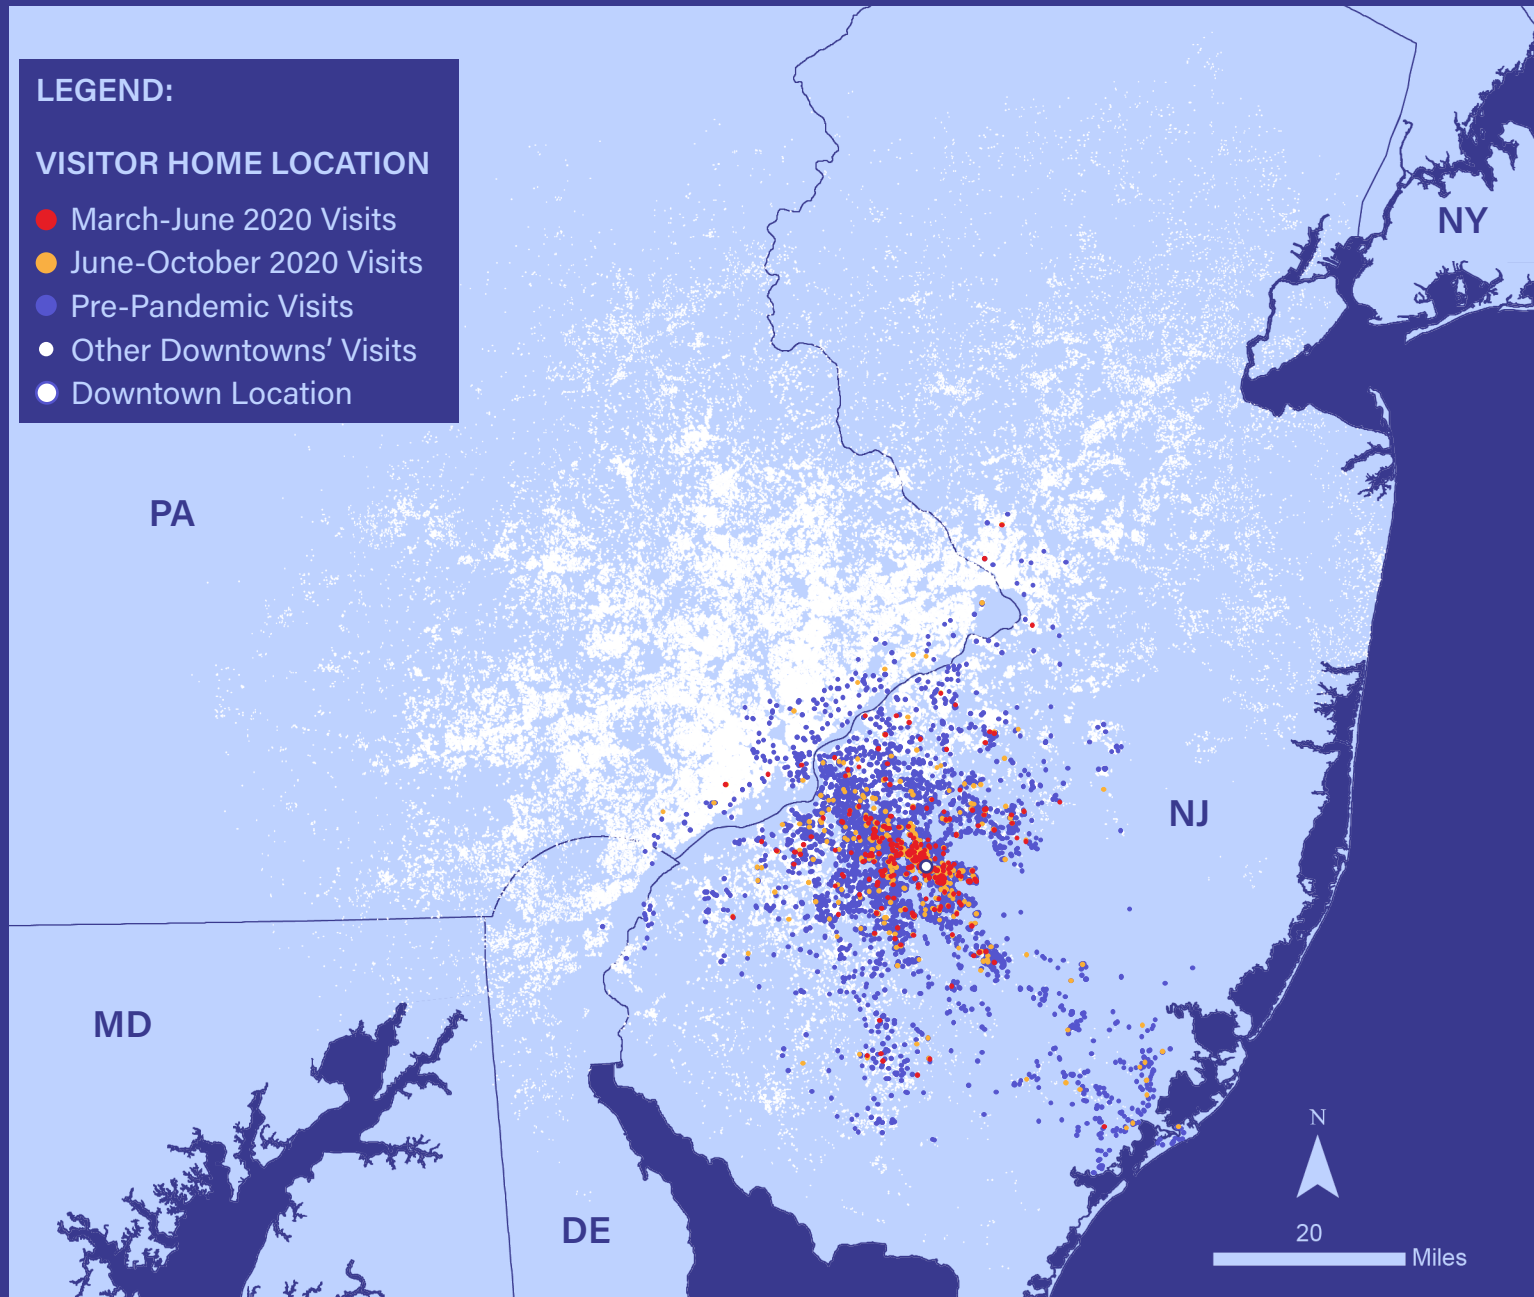 LEGEND:
VISITOR HOME LOCATION
March-June 2020 Visits
June-October 2020 Visits
Pre-Pandemic Visits
Other Downtowns’ Visits
Downtown Location
NY
PA
NJ
MD
N
DE
20
Miles